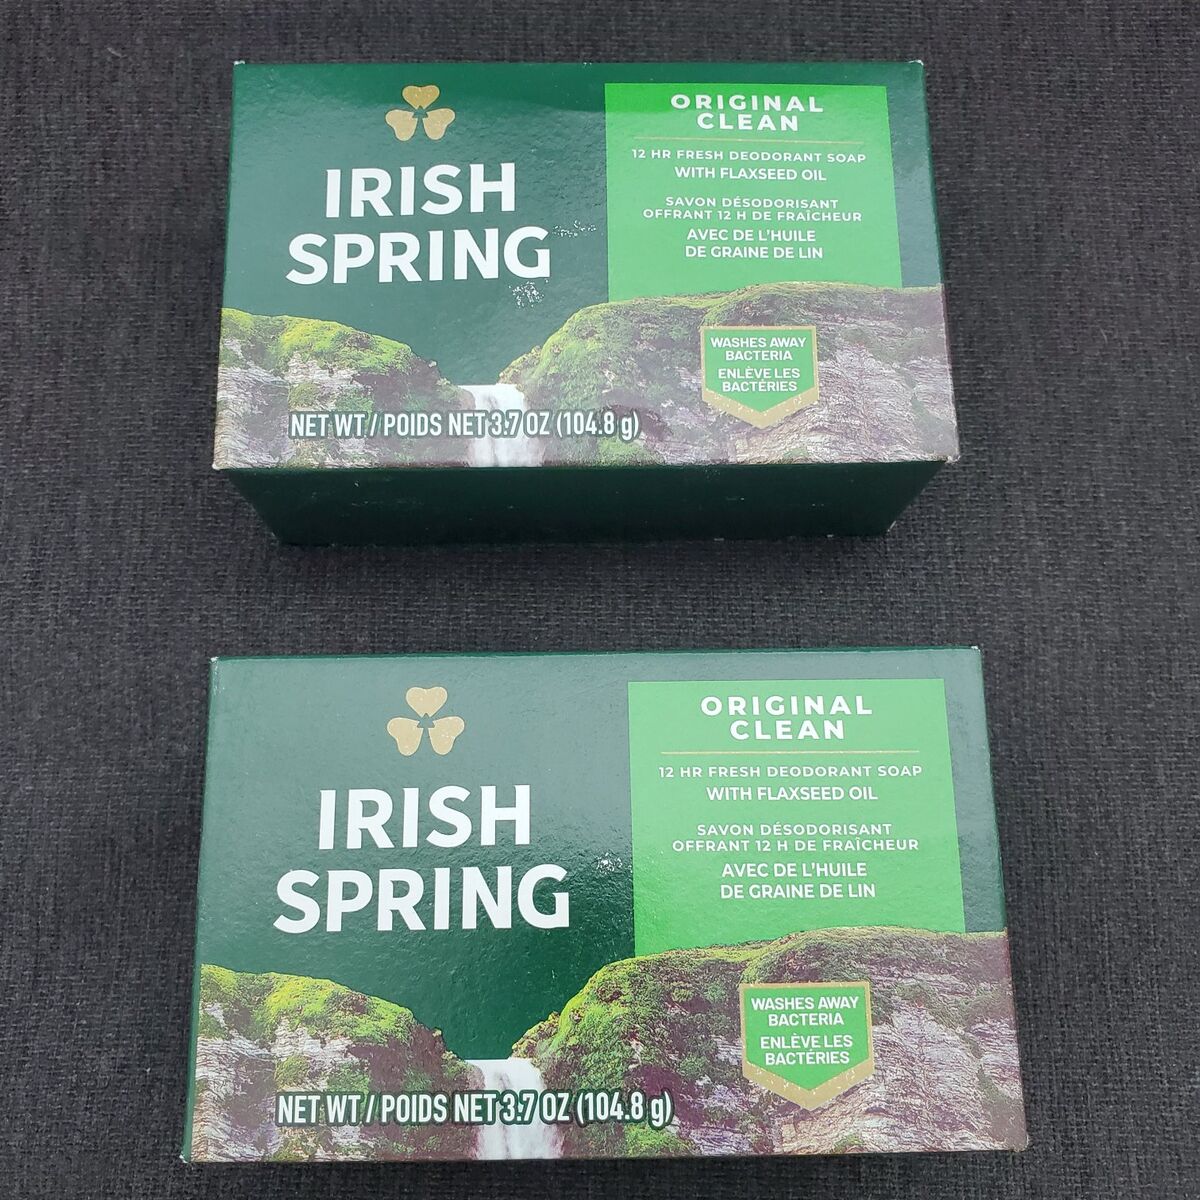 IRISH
SPRING
ORIGINAL
CLEAN
12 HR FRESH DEODORANT SOAP
WITH FLAXSEED OIL
SAVON DÉSODORISANT
OFFRANT 12 H DE FRAÎCHEUR
AVEC DE L'HUILE
DE GRAINE DE LIN
WASHES AWAY
BACTERIA
ENLÈVE LES
BACTÉRIES
NET WT / POIDS NET 3.7 OZ (104.8 g)
IRISH
SPRING
ORIGINAL
CLEAN
12 HR FRESH DEODORANT SOAP
WITH FLAXSEED OIL
SAVON DÉSODORISANT
OFFRANT 12 H DE FRAÎCHEUR
AVEC DE L'HUILE
DE GRAINE DE LIN
WASHES AWAY
BACTERIA
ENLÈVE LES
BACTÉRIES
NET WT / POIDS NET 3.7 OZ (104.8 g)